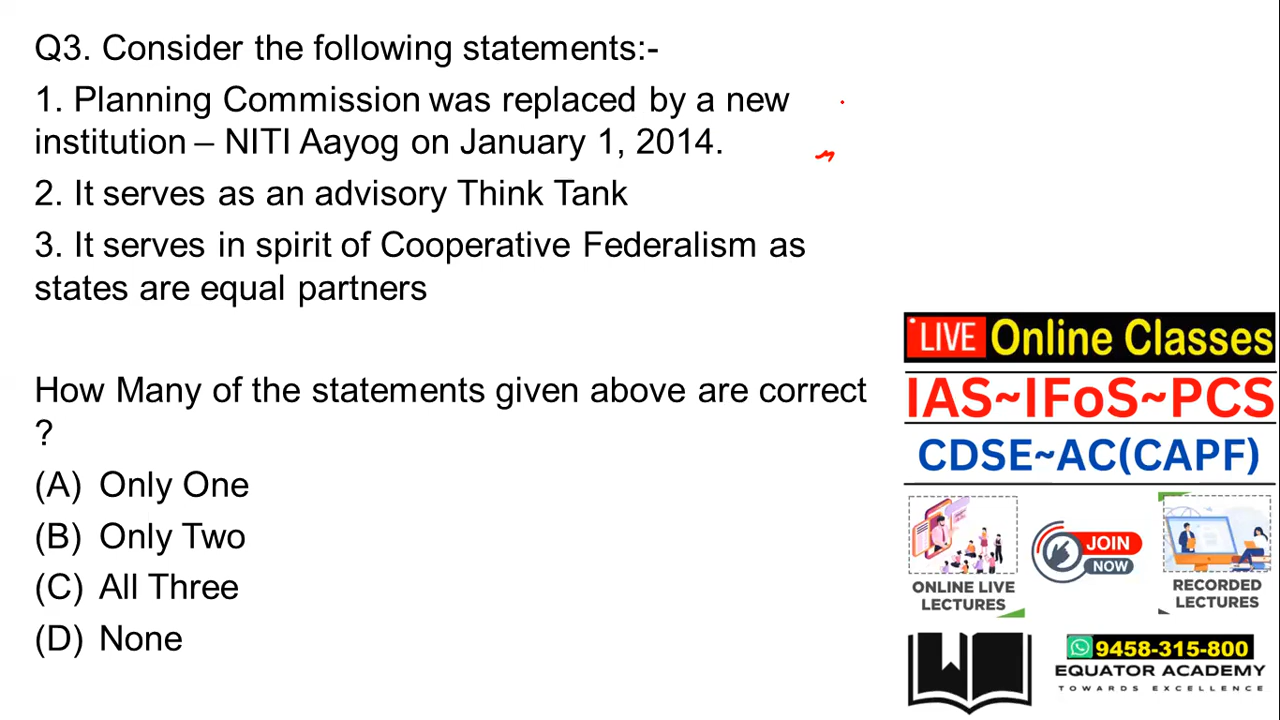 Q3. Consider the following statements:-
1. Planning Commission was replaced by a new
institution – NITI Aayog on January 1, 2014.
2. It serves as an advisory Think Tank
3. It serves in spirit of Cooperative Federalism as
states are equal partners
How Many of the statements given above are correct
?
(A) Only One
(B) Only Two
(C) All Three
(D) None
LIVE Online Classes
IAS~IFoS~PCS
CDSE~AC(CAPF)
ONLINE LIVE
LECTURES
JOIN
NOW
RECORDED
LECTURES
9458-315-800
EQUATOR ACADEMY
TOWARDS EXCELLENCE